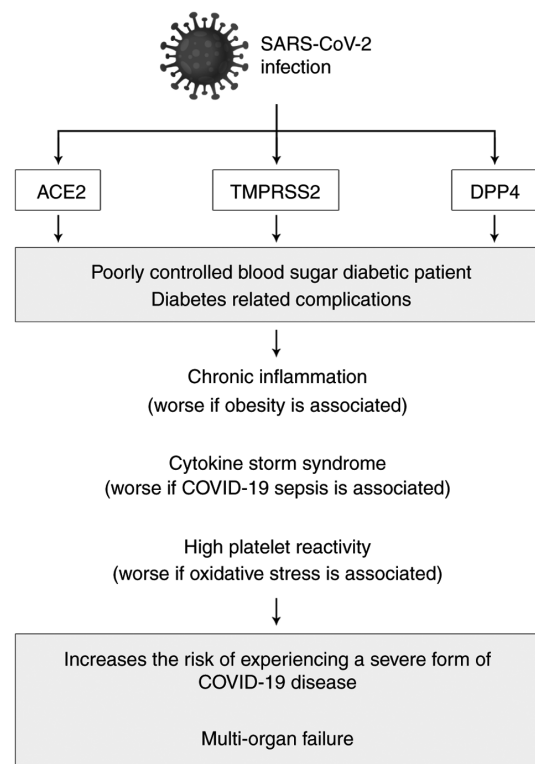 SARS-CoV-2
infection
ACE2
TMPRSS2
DPP4
Poorly controlled blood sugar diabetic patient
Diabetes related complications
Chronic inflammation
(worse if obesity is associated)
Cytokine storm syndrome
(worse if COVID-19 sepsis is associated)
High platelet reactivity
(worse if oxidative stress is associated)
Increases the risk of experiencing a severe form of
COVID-19 disease
Multi-organ failure